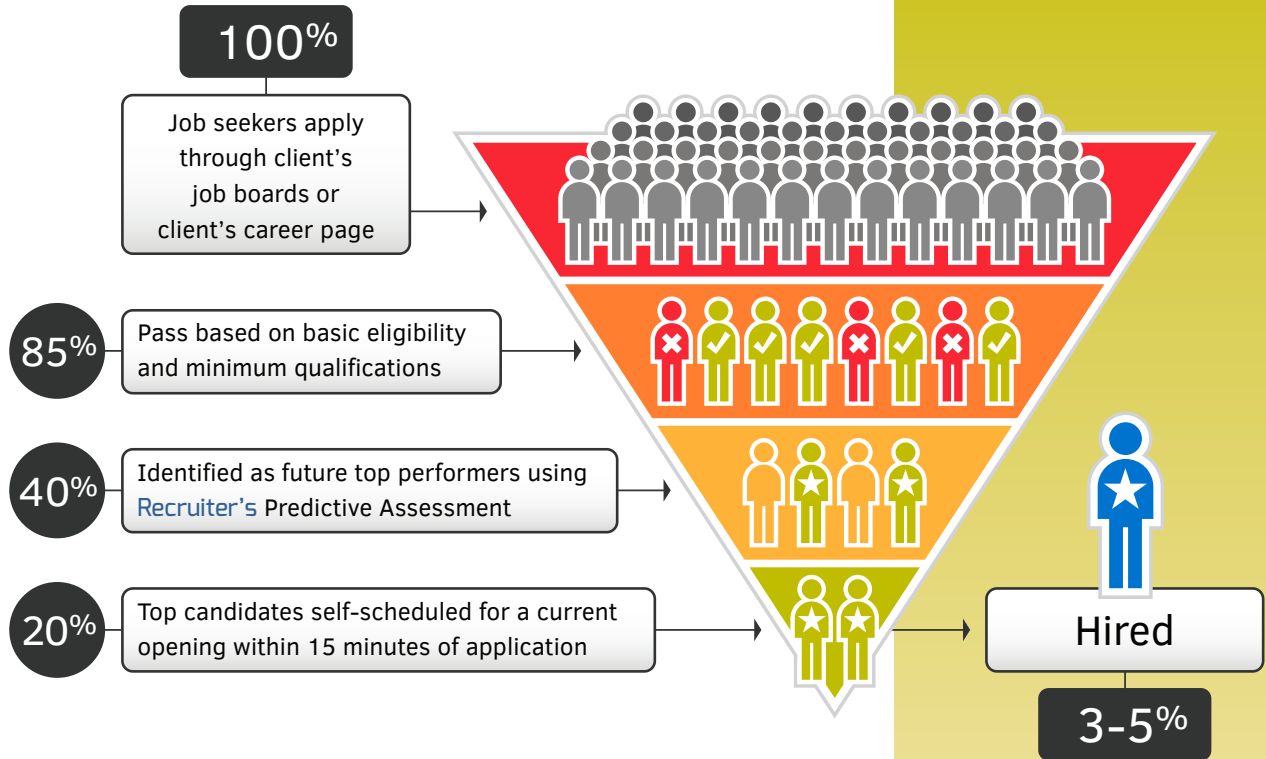 100%
Job seekers apply
through client's
job boards or
client's career page
85%
Pass based on basic eligibility
and minimum qualifications
40%
Identified as future top performers using
Recruiter's Predictive Assessment
20%
Top candidates self-scheduled for a current
opening within 15 minutes of application
Hired
3-5%